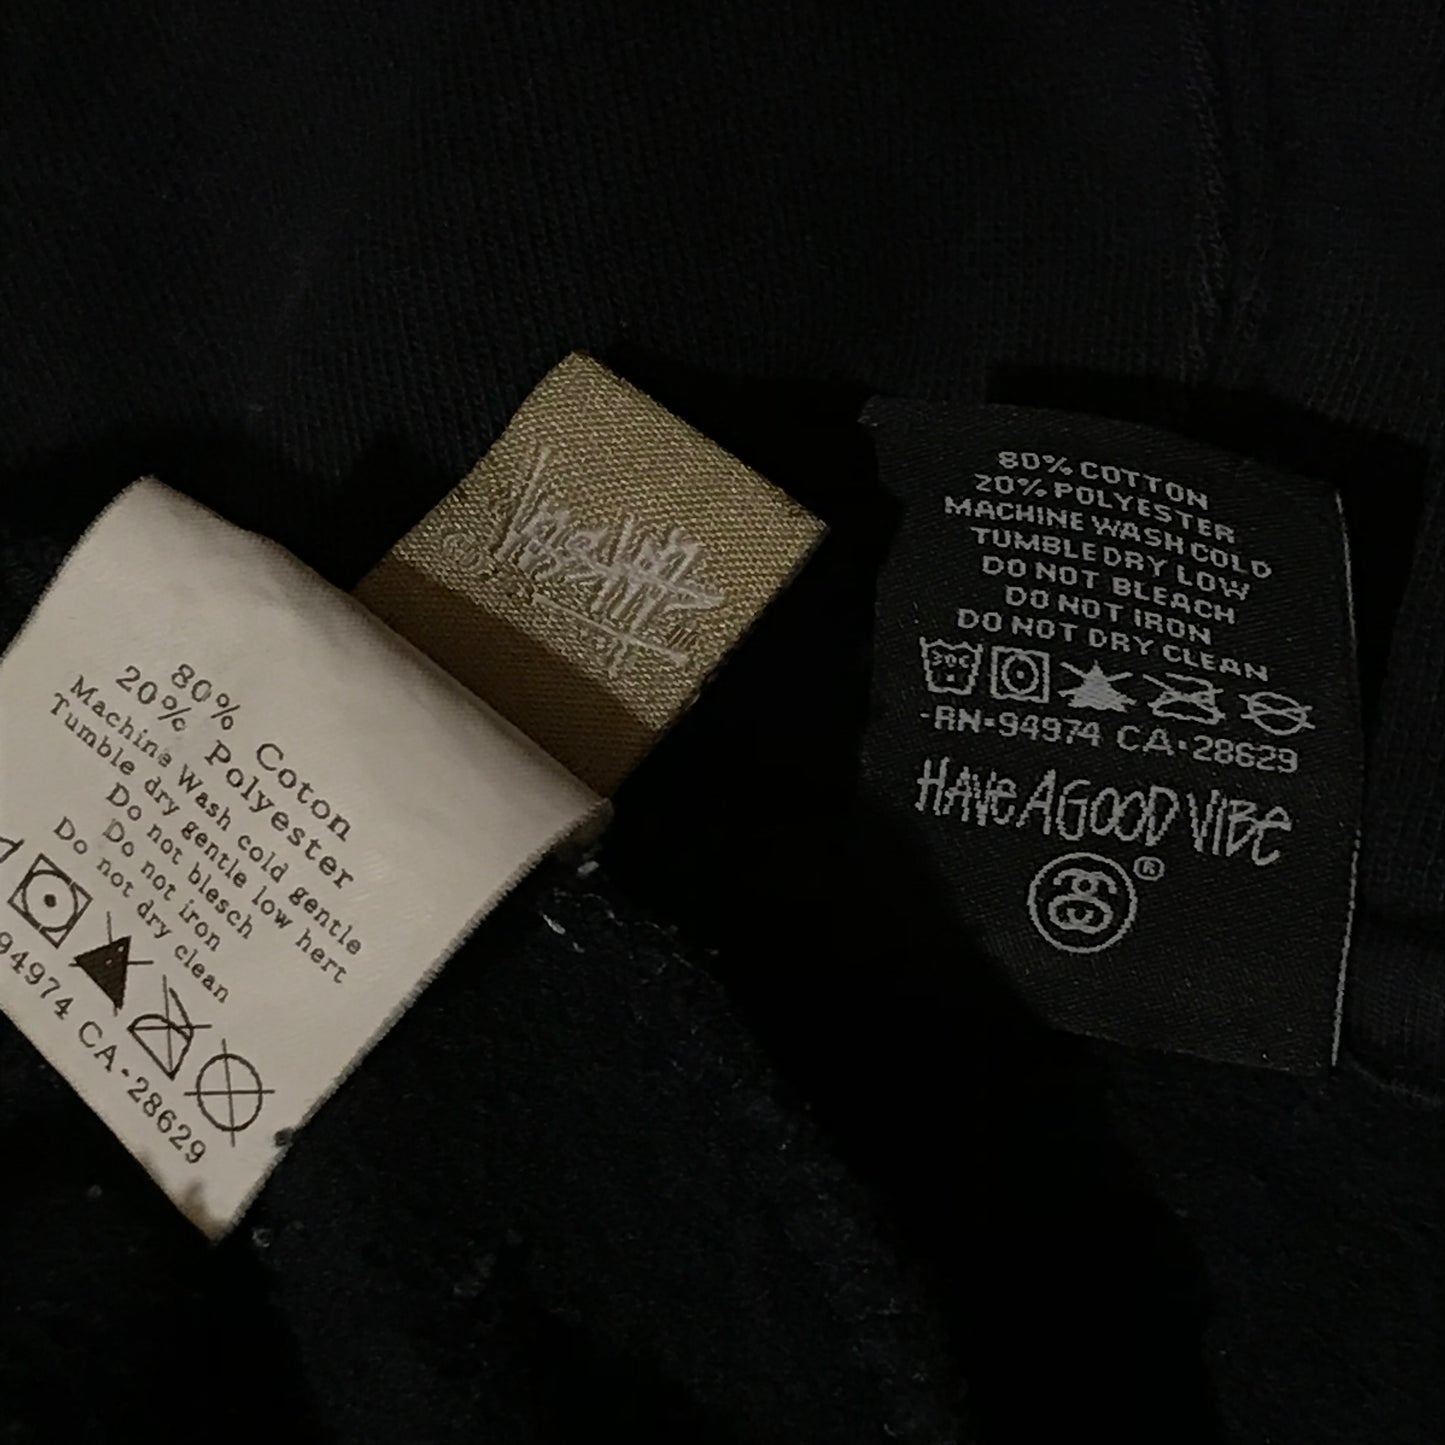 80% Coton
20% Polyester
Machine Wash cold gentle
Tumble dry gentle low hert
Do not blesch
Do not iron
Do not dry clean
94974 CA-28629
80% COTTON
20% POLYESTER
MACHINE WASH COLD
TUMBLE DRY LOW
DO NOT BLEACH
DO NOT IRON
DO NOT DRY CLEAN
30C
-RN-94974 CA-28629
HAVE A GOOD VIBE
®